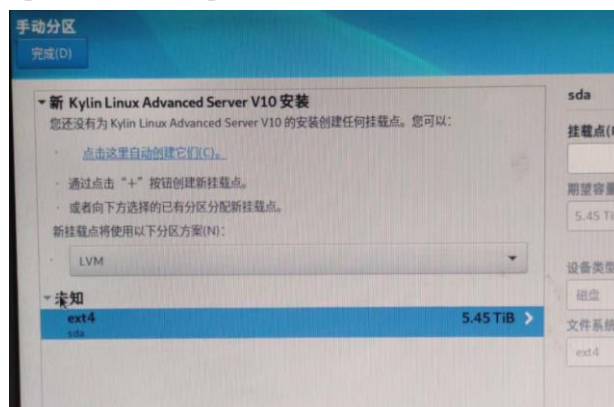 手动分区
完成(D)
新 Kylin Linux Advanced Server V10 安装
您还没有为 Kylin Linux Advanced Server V10 的安装创建任何挂载点。您可以：
点击这里自动创建它们(C)。
通过点击“+”按钮创建新挂载点。
或者向下方选择的已有分区分配新挂载点。
新挂载点将使用以下分区方案(N)：
LVM
未知
ext4
5.45 TiB
sda
sda
挂载点(
期望容量
5.45 Ti
设备类型
磁盘
文件系统
ext4